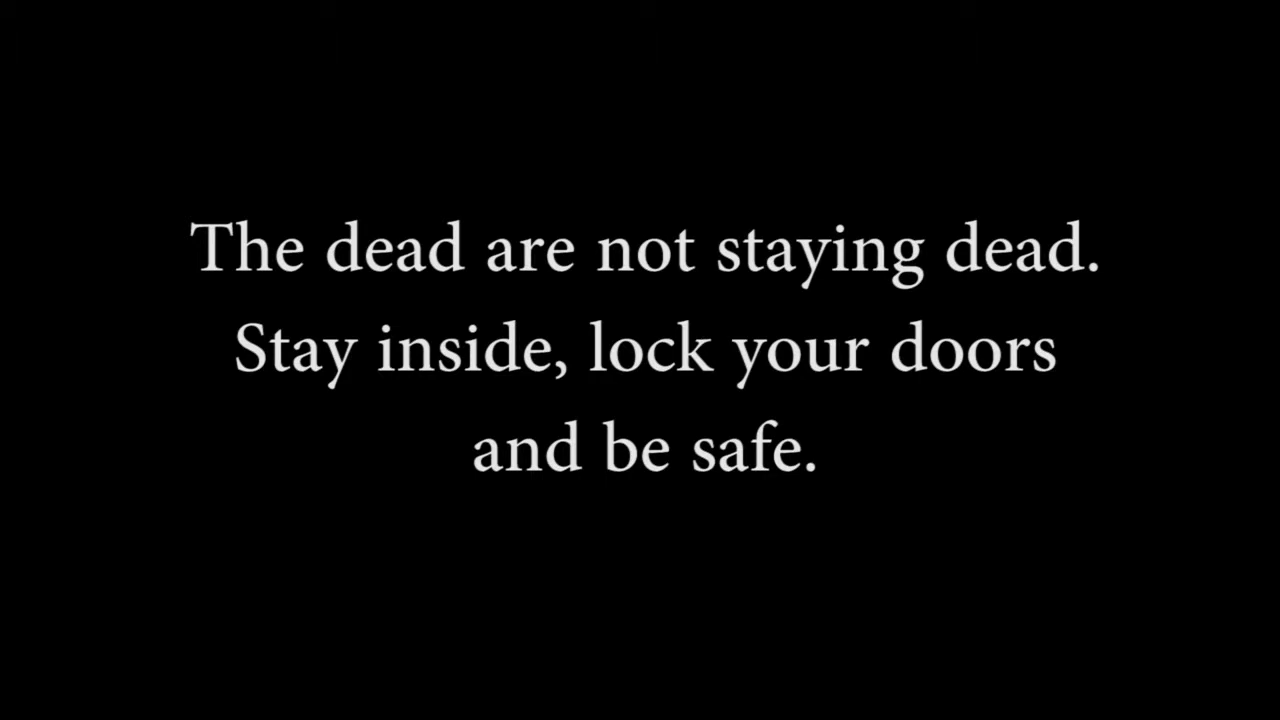 The dead are not staying dead.
Stay inside, lock your doors
and be safe.